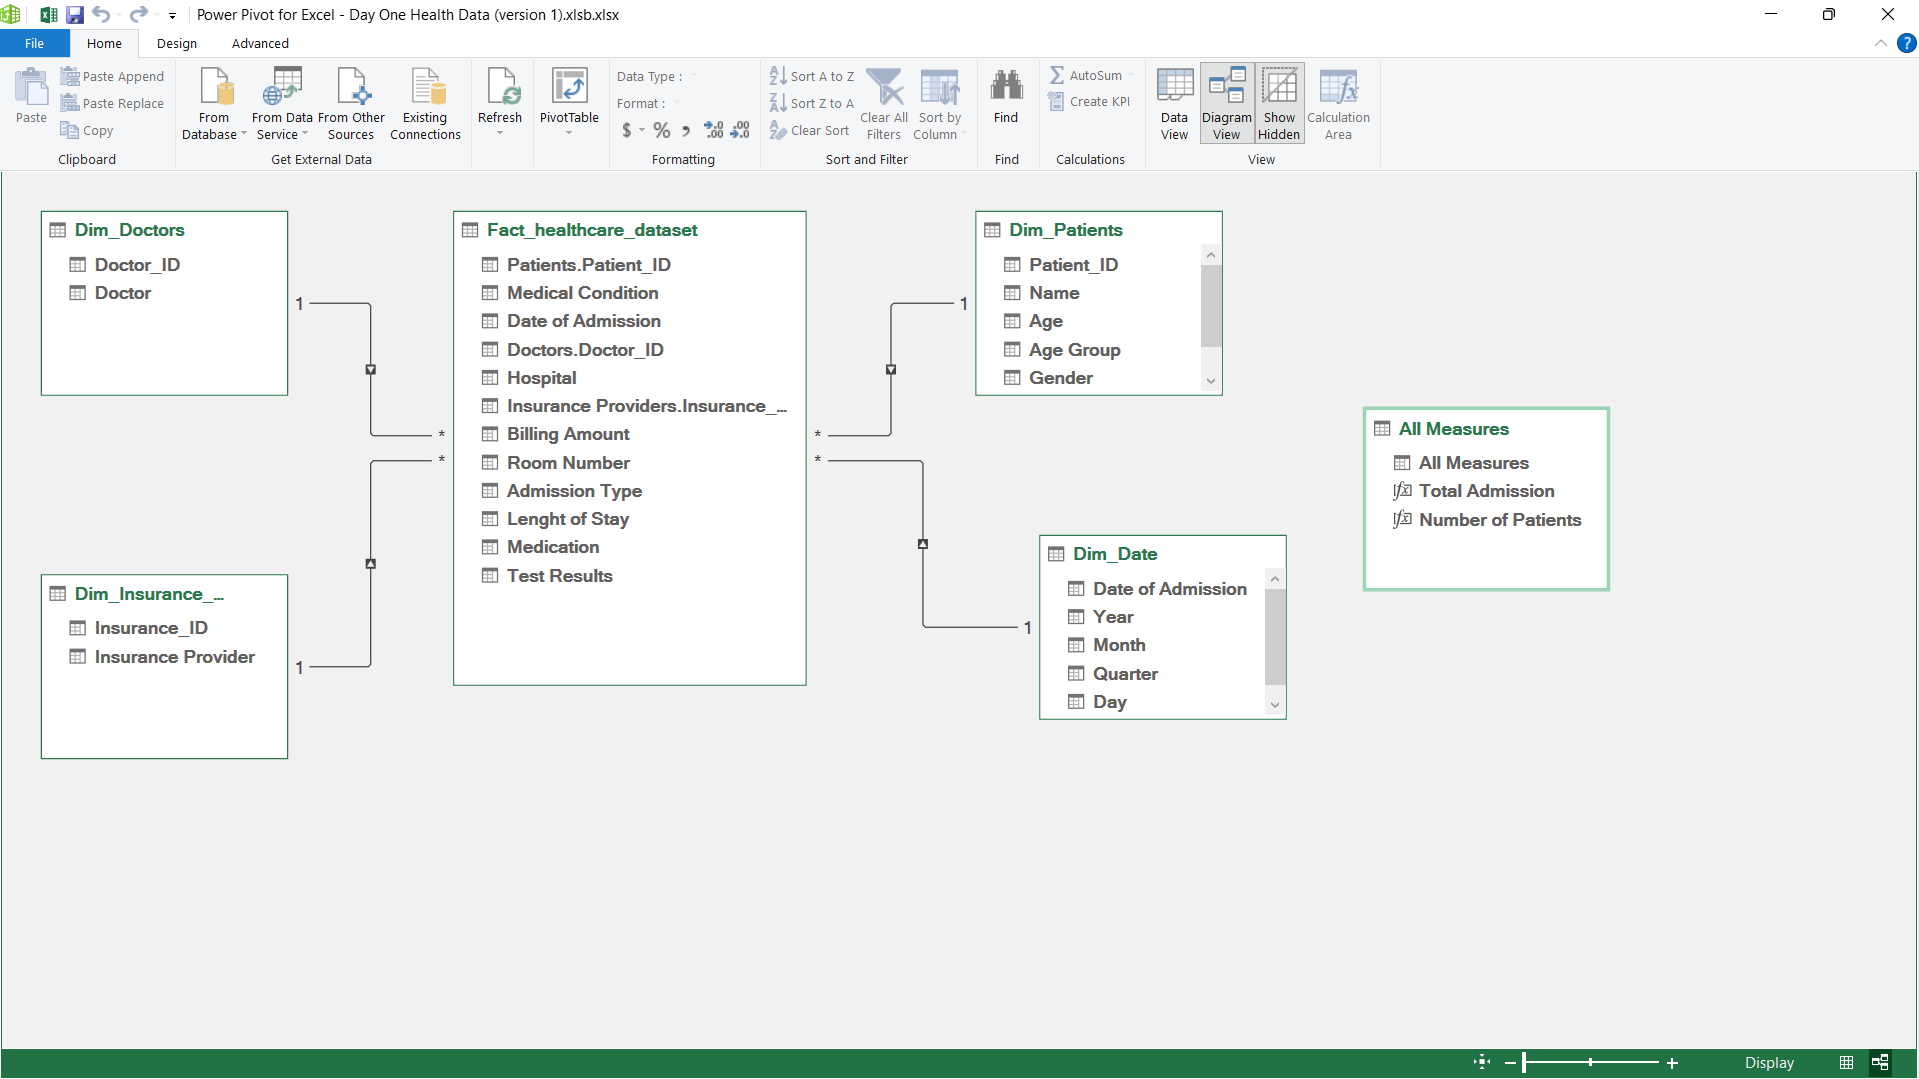 Power Pivot for Excel - Day One Health Data (version 1).xlsb.xlsx
File
Home
Design
Advanced
?
Paste
Paste Append
Paste Replace
Copy
Clipboard
From Database
From Data Service
From Other Sources
Existing Connections
Get External Data
Refresh
PivotTable
Data Type :
Format :
$ % , .00 .00
Formatting
Sort A to Z
Sort Z to A
Clear Sort
Clear All Filters
Sort by Column
Sort and Filter
Find
Find
AutoSum
Create KPI
Calculations
Data View
Diagram View
Show Hidden
Calculation Area
View
Dim_Doctors
Doctor_ID
Doctor
1
*
Fact_healthcare_dataset
Patients.Patient_ID
Medical Condition
Date of Admission
Doctors.Doctor_ID
Hospital
Insurance Providers.Insurance_...
Billing Amount
Room Number
Admission Type
Lenght of Stay
Medication
Test Results
Dim_Patients
Patient_ID
Name
Age
Age Group
Gender
1
*
All Measures
All Measures
fx Total Admission
fx Number of Patients
Dim_Insurance_...
Insurance_ID
Insurance Provider
1
*
Dim_Date
Date of Admission
Year
Month
Quarter
Day
1
*
Display